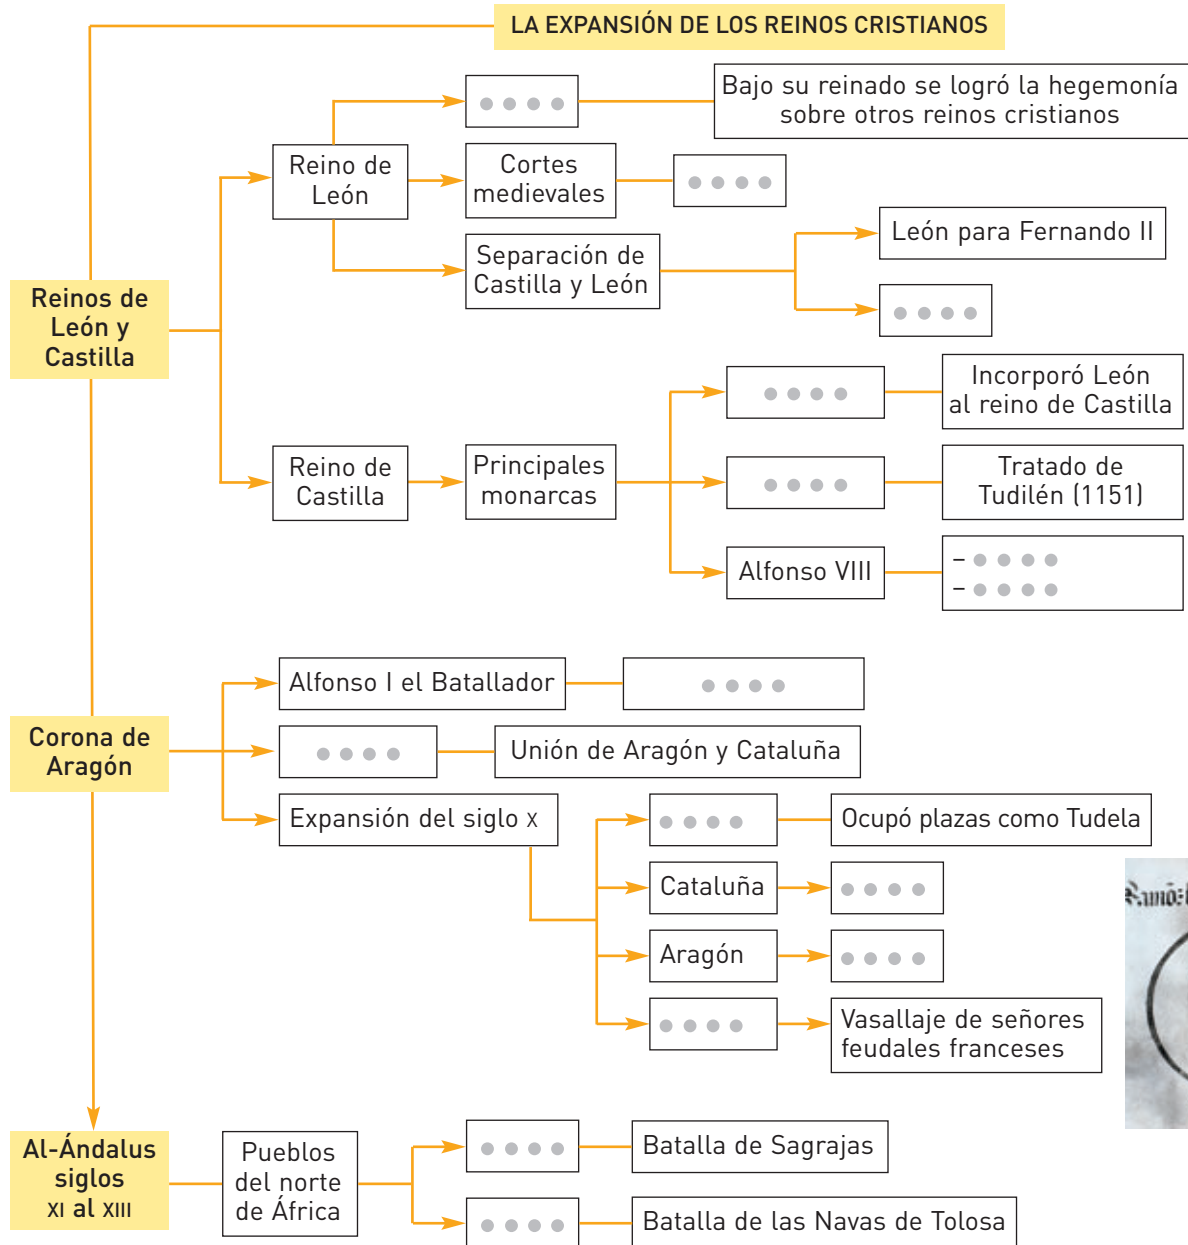 LA EXPANSIÓN DE LOS REINOS CRISTIANOS
Bajo su reinado se logró la hegemonía
sobre otros reinos cristianos
Reino de
León
Cortes
medievales
Separación de
Castilla y León
León para Fernando II
Reinos de
León y
Castilla
Incorporó León
al reino de Castilla
Reino de
Castilla
Principales
monarcas
Tratado de
Tudilén (1151)
Alfonso VIII
–
–
Alfonso I el Batallador
Corona de
Aragón
Unión de Aragón y Cataluña
Expansión del siglo X
Ocupó plazas como Tudela
Cataluña
Aragón
Vasallaje de señores
feudales franceses
Al-Ándalus
siglos
XI al XIII
Pueblos
del norte
de África
Batalla de Sagrajas
Batalla de las Navas de Tolosa